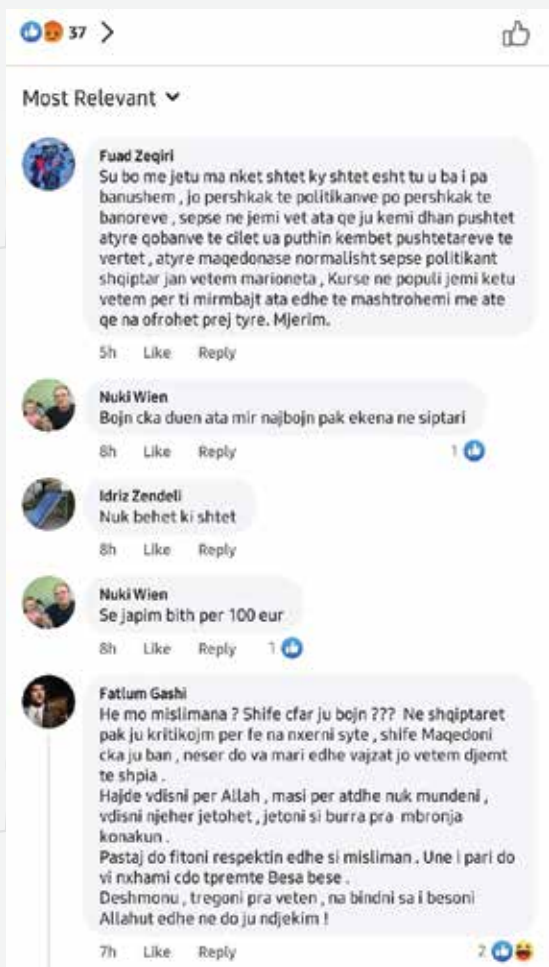 37
Most Relevant
Fuad Zeqiri
Su bo me jetu ma nket shtet ky shtet esht tu u ba i pa
banushem , jo pershkak te politikanve po pershkak te
banoreve , sepse ne jemi vet ata qe ju kemi dhan pushtet
atyre qobanve te cilet ua puthin kembet pushtetareve te
vertet , atyre maqedonase normalisht sepse politikant
shqiptar jan vetem marioneta , Kurse ne populli jemi ketu
vetem per ti mirmbajt ata edhe te mashtrohemi me ate
qe na ofrohet prej tyre. Mjerim.
5h Like Reply
Nuki Wien
Bojn cka duen ata mir najbojn pak ekena ne siptari
8h Like Reply 1
Idriz Zendeli
Nuk behet ki shtet
8h Like Reply
Nuki Wien
Se japim bith per 100 eur
8h Like Reply 1
Fatlum Gashi
He mo mislimana ? Shife cfar ju bojn ??? Ne shqiptaret
pak ju kritikojm per fe na nxerni syte , shife Maqedoni
cka ju ban , neser do va mari edhe vajzat jo vetem djemt
te shpia .
Hajde vdisni per Allah , masi per atdhe nuk mundeni ,
vdisni njeher jetohet , jetoni si burra pra mbronja
konakun .
Pastaj do fitoni respektin edhe si misliman . Une i pari do
vi nxhami cdo tpremte Besa bese .
Deshmonu , tregoni pra veten , na bindni sa i besoni
Allahut edhe ne do ju ndjekim !
7h Like Reply 2